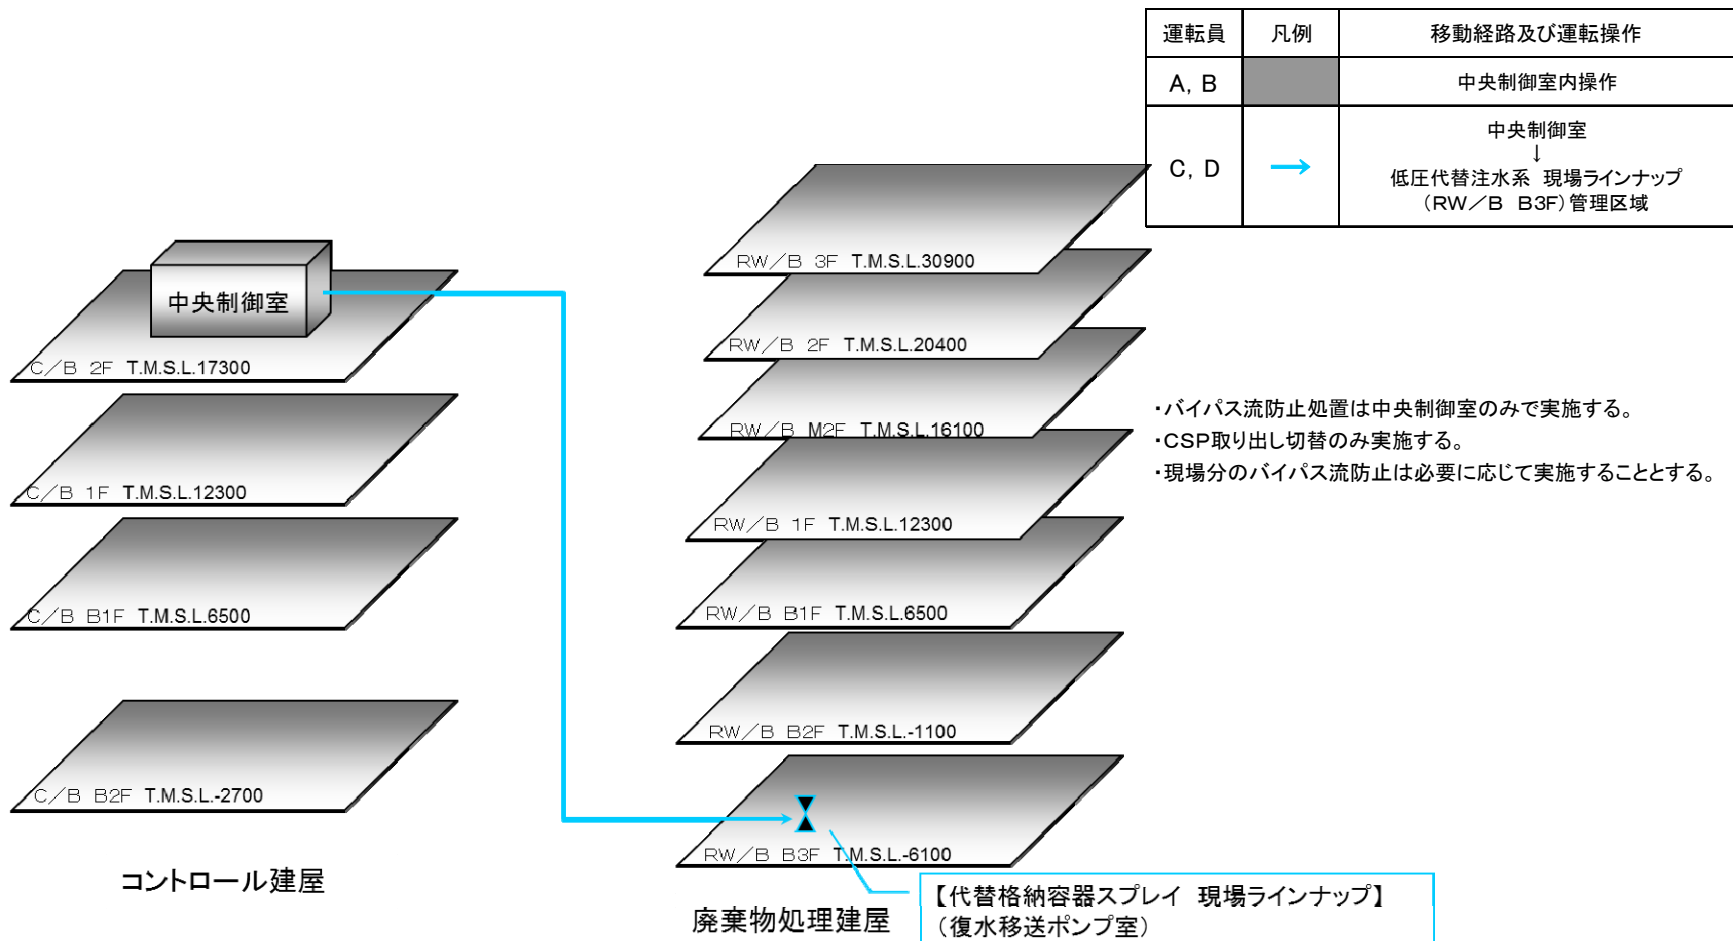 運転員 凡例 移動経路及び運転操作
A, B 中央制御室内操作
C, D → 中央制御室
↓
低圧代替注水系 現場ラインナップ
(RW/B B3F)管理区域
中央制御室
C/B 2F T.M.S.L.17300
C/B 1F T.M.S.L.12300
C/B B1F T.M.S.L.6500
C/B B2F T.M.S.L.-2700
コントロール建屋
RW/B 3F T.M.S.L.30900
RW/B 2F T.M.S.L.20400
RW/B M2F T.M.S.L.16100
RW/B 1F T.M.S.L.12300
RW/B B1F T.M.S.L.6500
RW/B B2F T.M.S.L.-1100
RW/B B3F T.M.S.L.-6100
廃棄物処理建屋
・バイパス流防止処置は中央制御室のみで実施する。
・CSP取り出し切替のみ実施する。
・現場分のバイパス流防止は必要に応じて実施することとする。
【代替格納容器スプレイ 現場ラインナップ】
(復水移送ポンプ室)